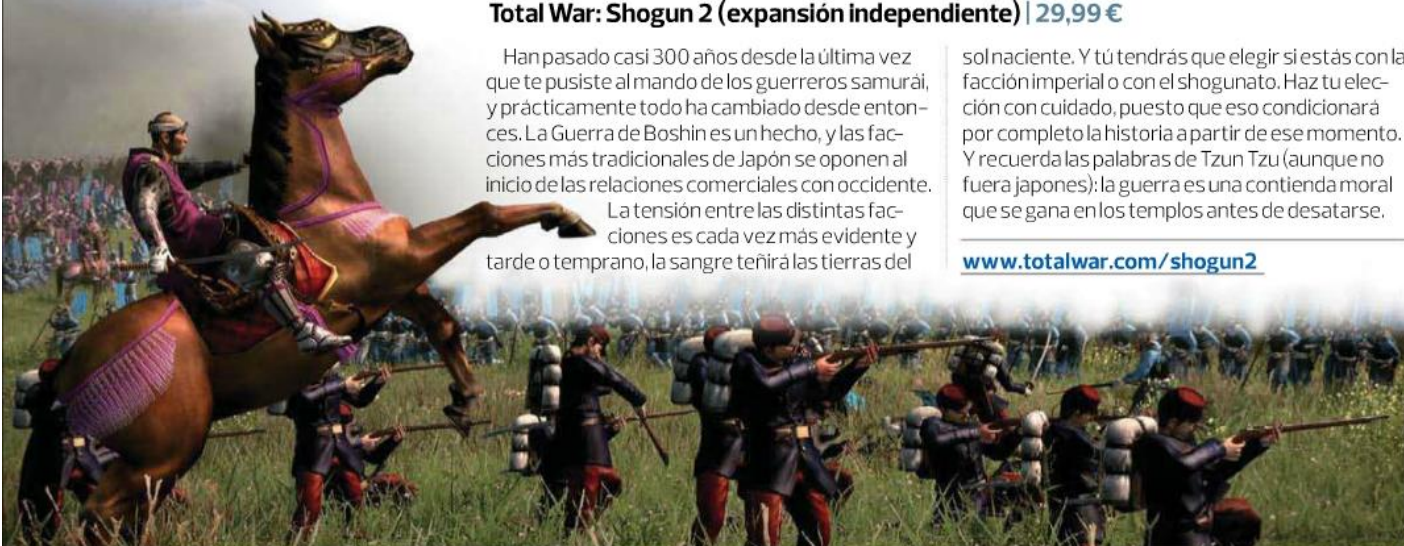 Total War: Shogun 2 (expansión independiente) | 29,99 €
Han pasado casi 300 años desde la última vez
que te pusiste al mando de los guerreros samurái,
y prácticamente todo ha cambiado desde enton-
ces. La Guerra de Boshin es un hecho, y las fac-
ciones más tradicionales de Japón se oponen al
inicio de las relaciones comerciales con occidente.
La tensión entre las distintas fac-
ciones es cada vez más evidente y
tarde o temprano, la sangre teñirá las tierras del
sol naciente. Y tú tendrás que elegir si estás con la
facción imperial o con el shogunato. Haz tu elec-
ción con cuidado, puesto que eso condicionará
por completo la historia a partir de ese momento.
Y recuerda las palabras de Tzun Tzu (aunque no
fuera japones): la guerra es una contienda moral
que se gana en los templos antes de desatarse.
www.totalwar.com/shogun2